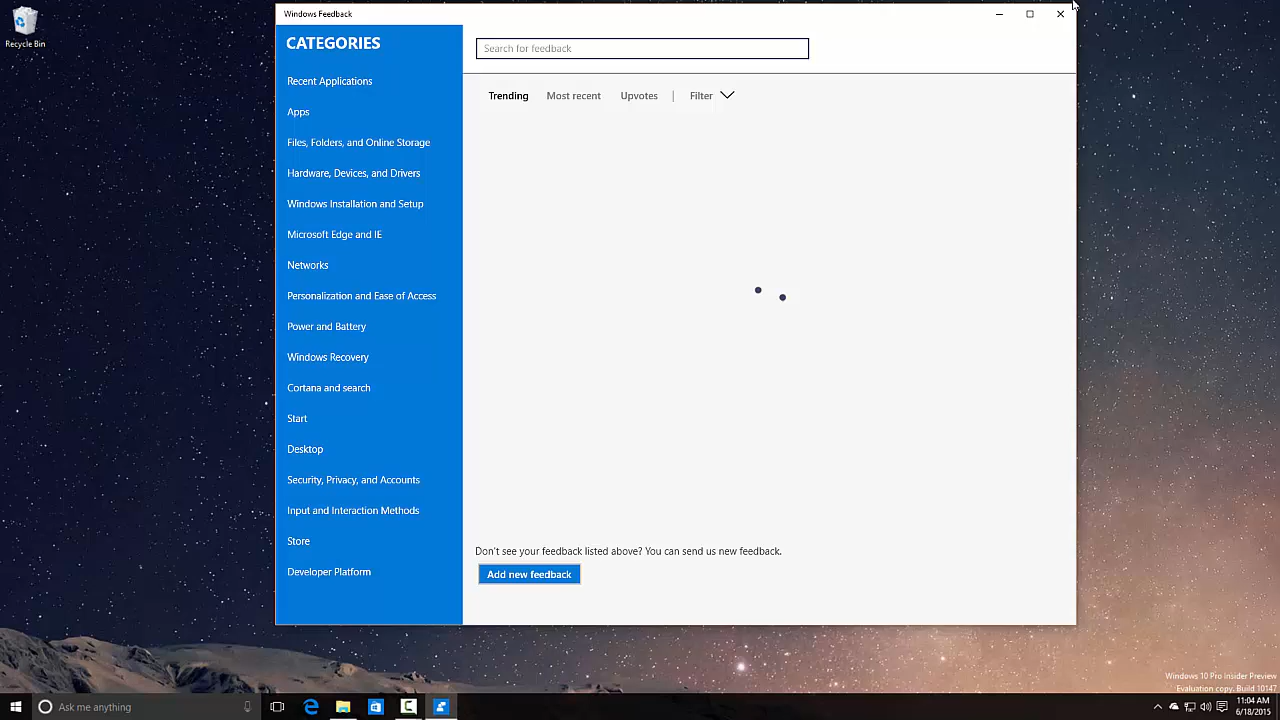 Recycle Bin
Windows Feedback
CATEGORIES
Recent Applications
Apps
Files, Folders, and Online Storage
Hardware, Devices, and Drivers
Windows Installation and Setup
Microsoft Edge and IE
Networks
Personalization and Ease of Access
Power and Battery
Windows Recovery
Cortana and search
Start
Desktop
Security, Privacy, and Accounts
Input and Interaction Methods
Store
Developer Platform
Search for feedback
Trending Most recent Upvotes | Filter
Don't see your feedback listed above? You can send us new feedback.
Add new feedback
Windows 10 Pro Insider Preview
Evaluation copy. Build 10147
Ask me anything
11:04 AM
6/18/2015